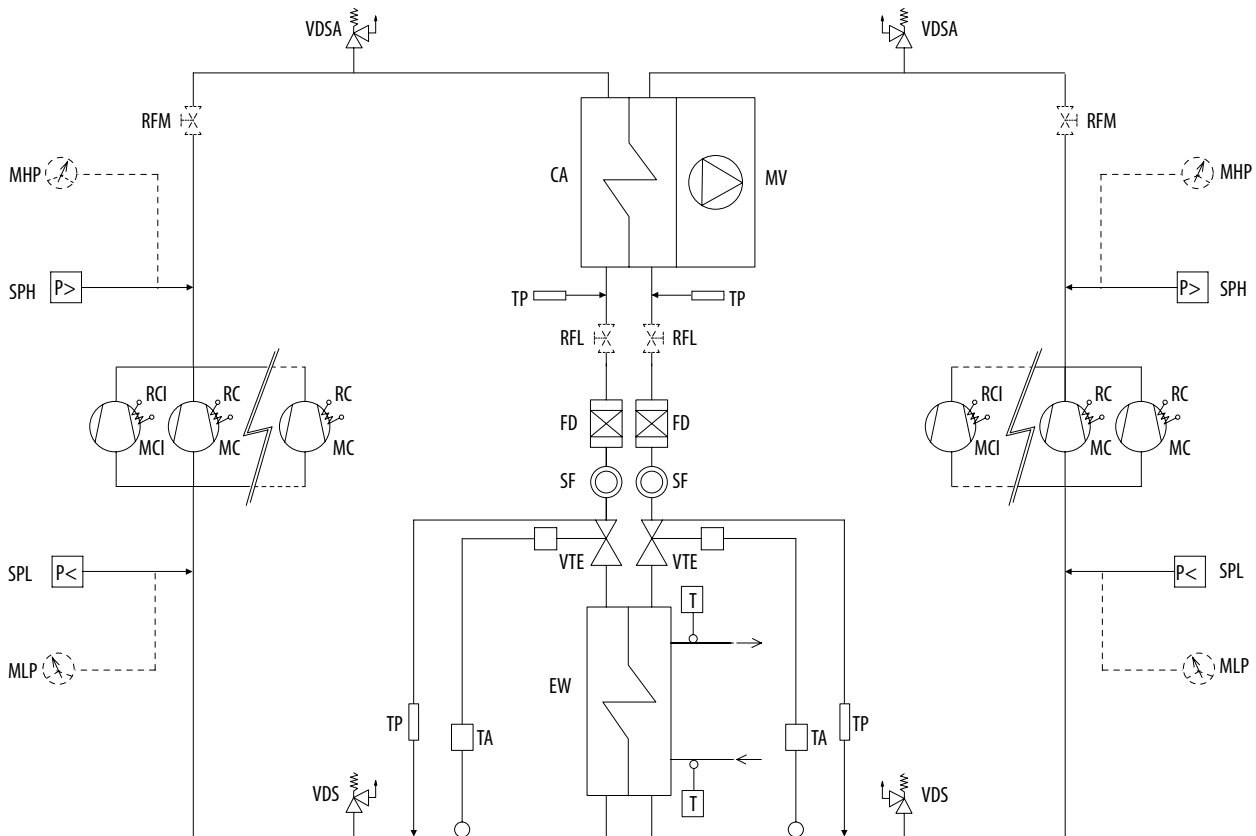 VDSA VDSA
RFM RFM
MHP CA MV MHP
SPH P> P> SPH
TP TP
RFL RFL
RCI RC RC RCI RC RC
FD FD
MCI MC MC MCI MC MC
SF SF
VTE VTE
SPL P< P< SPL
T
MLP MLP
EW
TP TA TA TP
VDS T VDS